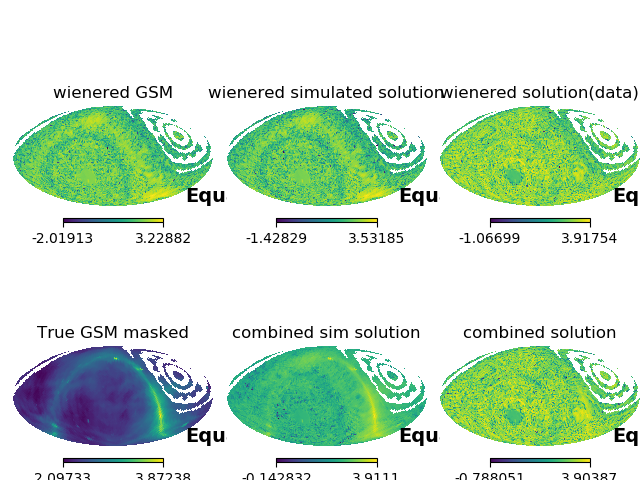 wienered GSM
wienered simulated solution
wienered solution(data)
Equ
Equ
Eq
-2.01913 3.22882
-1.42829 3.53185
-1.06699 3.91754
True GSM masked
combined sim solution
combined solution
Equ
Equ
Eq
2.09733 3.87238
-0.142832 3.9111
-0.788051 3.90387